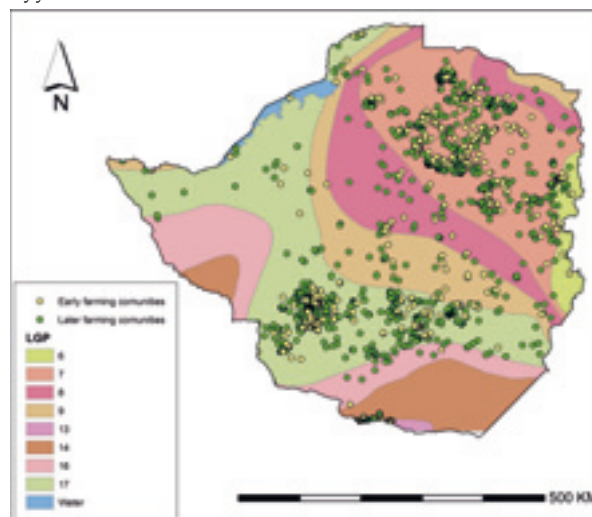 N
Early farming comunities
Later farming comunities
LGP
6
7
8
9
13
14
16
17
Water
500 KM